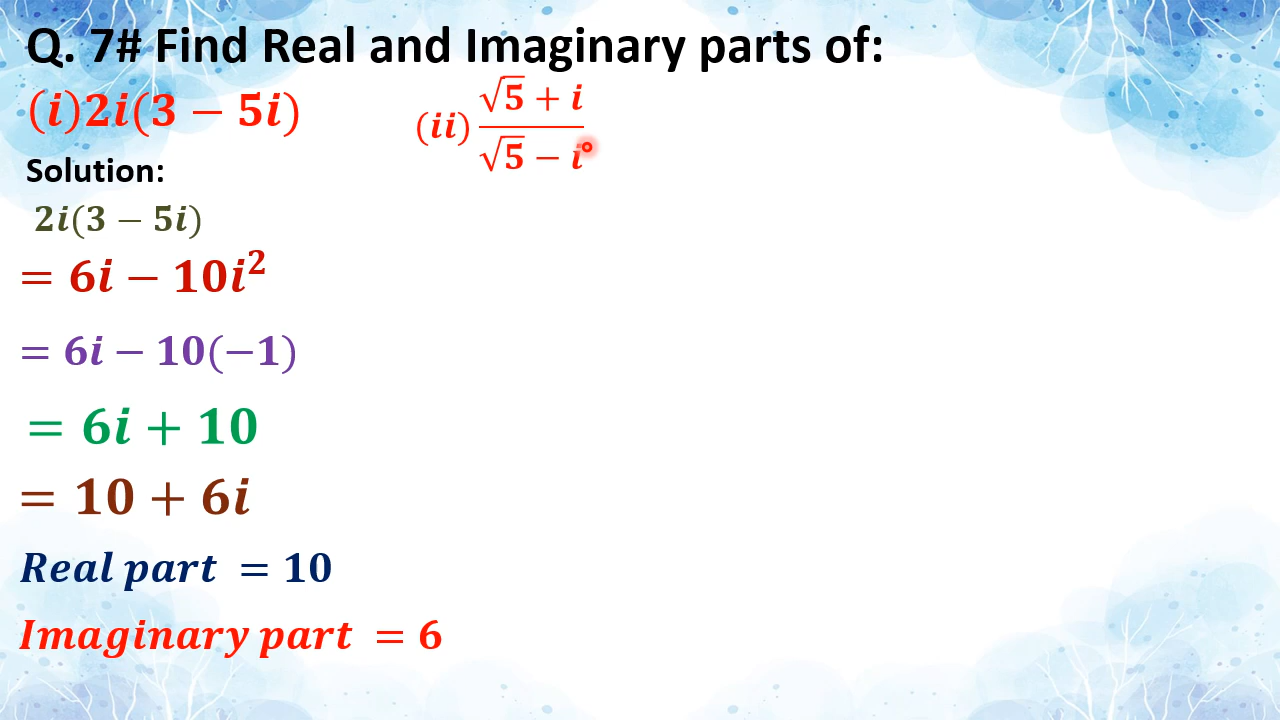 Q. 7# Find Real and Imaginary parts of:
(i)2i(3 − 5i)
(ii) (√5 + i)/(√5 − i)
Solution:
2i(3 − 5i)
= 6i − 10i²
= 6i − 10(−1)
= 6i + 10
= 10 + 6i
Real part = 10
Imaginary part = 6